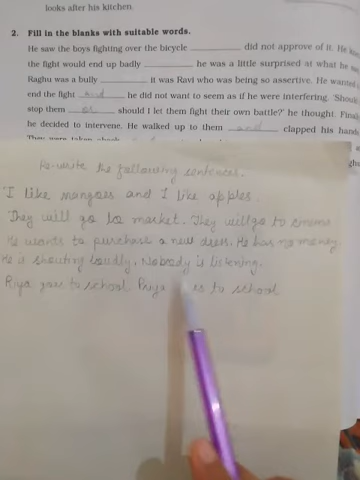 looks after his kitchen.
2. Fill in the blanks with suitable words.
He saw the boys fighting over the bicycle ________ did not approve of it. He
the fight would end up badly ________ he was a little surprised at what he
Raghu was a bully ________ it was Ravi who was being so assertive. He wanted
end the fight and he did not want to seem as if he were interfering. 'Should
stop them or should I let them fight their own battle?' he thought. Final
he decided to intervene. He walked up to them and clapped his hands
Re-write the following sentences.
I like mangoes and I like apples.
They will go to market. They will go to cinema
He wants to purchase a new dress. He has no money.
He is shouting loudly. Nobody is listening.
Riya goes to school Priya to school